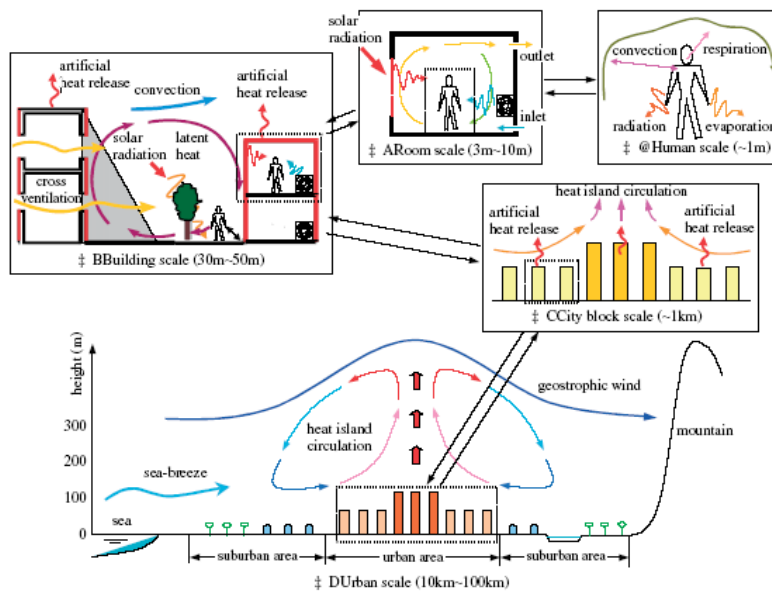 artificial
heat release
convection
artificial
heat release
solar
radiation
latent
heat
cross
ventilation
‡ BBuilding scale (30m~50m)
solar
radiation
outlet
inlet
‡ ARoom scale (3m~10m)
convection
respiration
radiation
evaporation
‡ @Human scale (~1m)
heat island circulation
artificial
heat release
artificial
heat release
‡ CCity block scale (~1km)
height (m)
300
200
100
0
geostrophic wind
mountain
heat island
circulation
sea-breeze
sea
suburban area
urban area
suburban area
‡ DUrban scale (10km~100km)